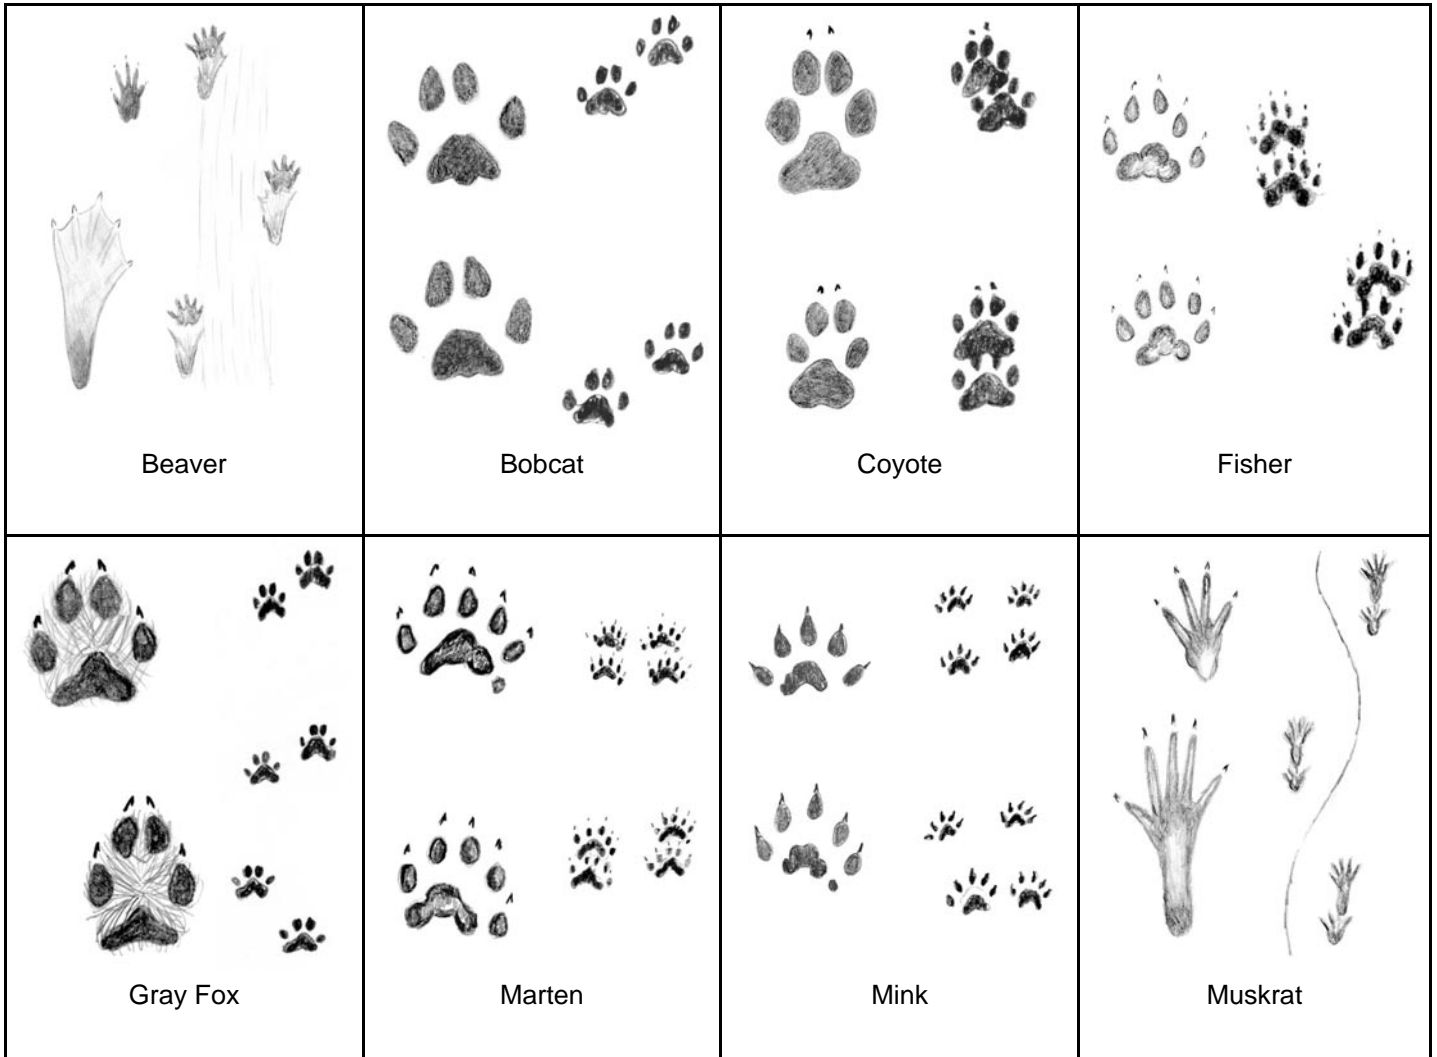 Beaver
Bobcat
Coyote
Fisher
Gray Fox
Marten
Mink
Muskrat